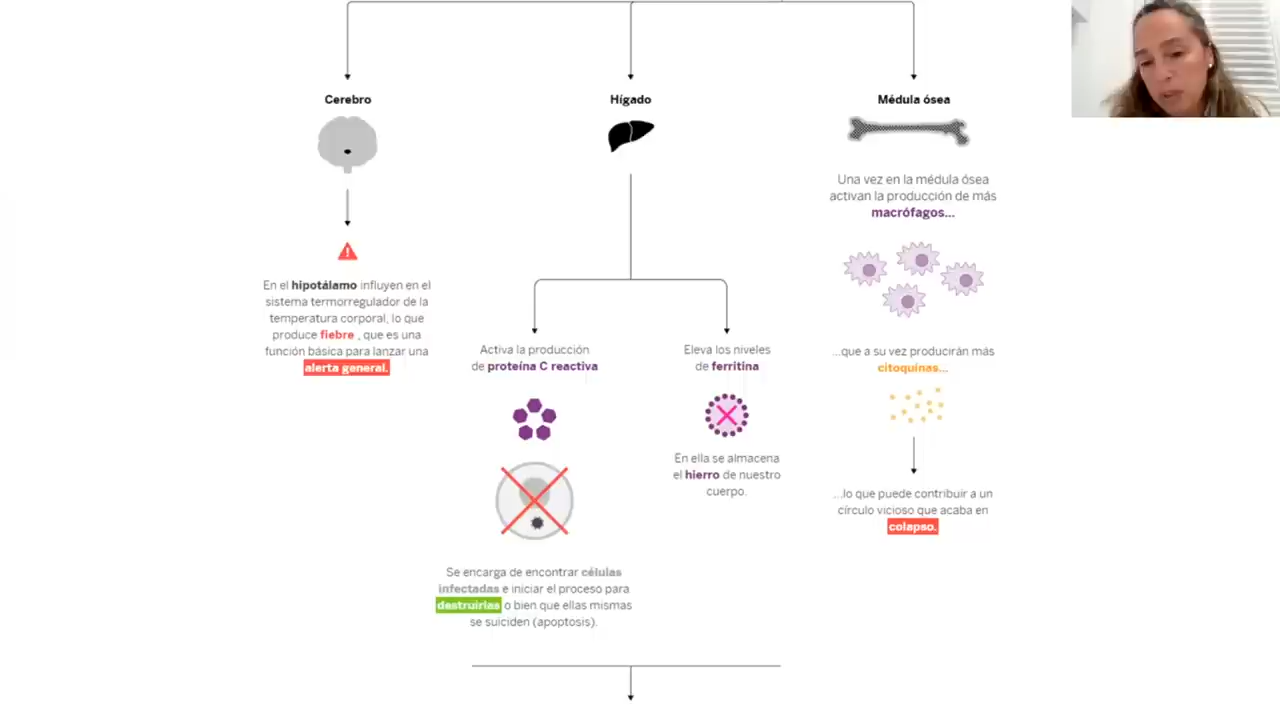 Cerebro
En el hipotálamo influyen en el
sistema termorregulador de la
temperatura corporal, lo que
produce fiebre , que es una
función básica para lanzar una
alerta general.
Hígado
Activa la producción
de proteína C reactiva
Se encarga de encontrar células
infectadas e iniciar el proceso para
destruirlas o bien que ellas mismas
se suiciden (apoptosis).
Eleva los niveles
de ferritina
En ella se almacena
el hierro de nuestro
cuerpo.
Médula ósea
Una vez en la médula ósea
activan la producción de más
macrófagos...
...que a su vez producirán más
citoquinas...
...lo que puede contribuir a un
círculo vicioso que acaba en
colapso.